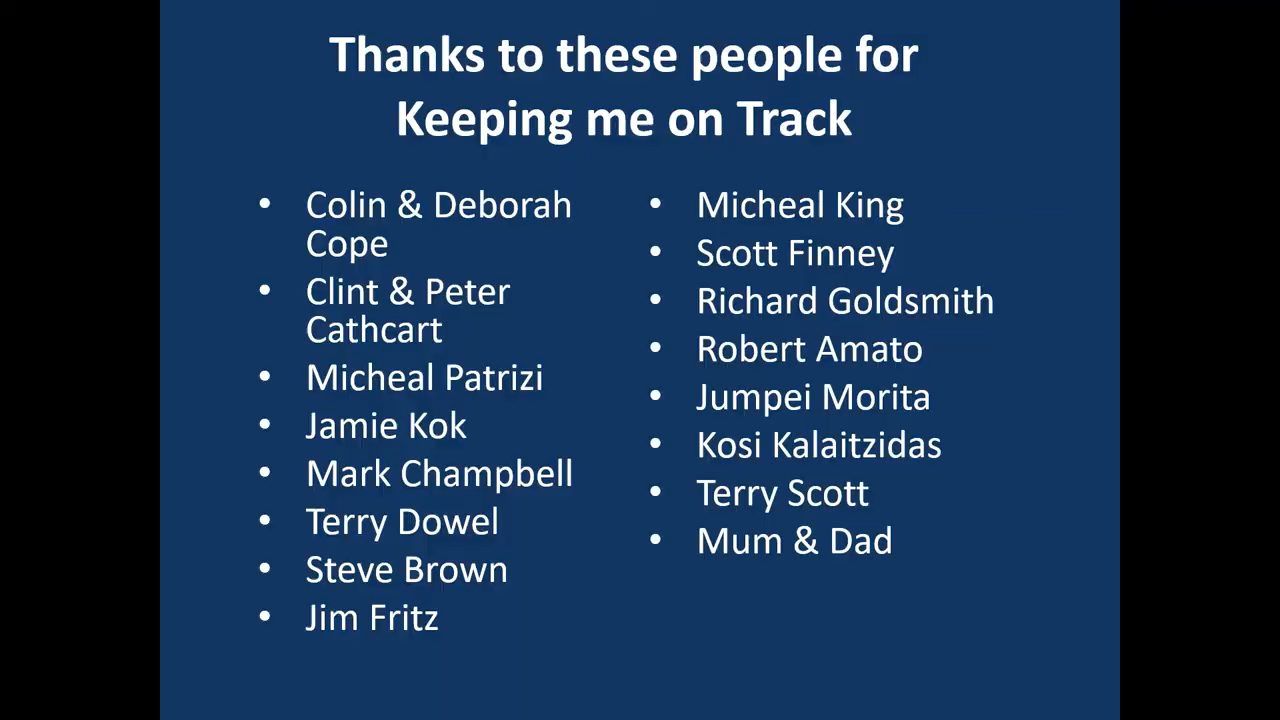 Thanks to these people for
Keeping me on Track
• Colin & Deborah
Cope
• Clint & Peter
Cathcart
• Micheal Patrizi
• Jamie Kok
• Mark Champbell
• Terry Dowel
• Steve Brown
• Jim Fritz
• Micheal King
• Scott Finney
• Richard Goldsmith
• Robert Amato
• Jumpei Morita
• Kosi Kalaitzidas
• Terry Scott
• Mum & Dad